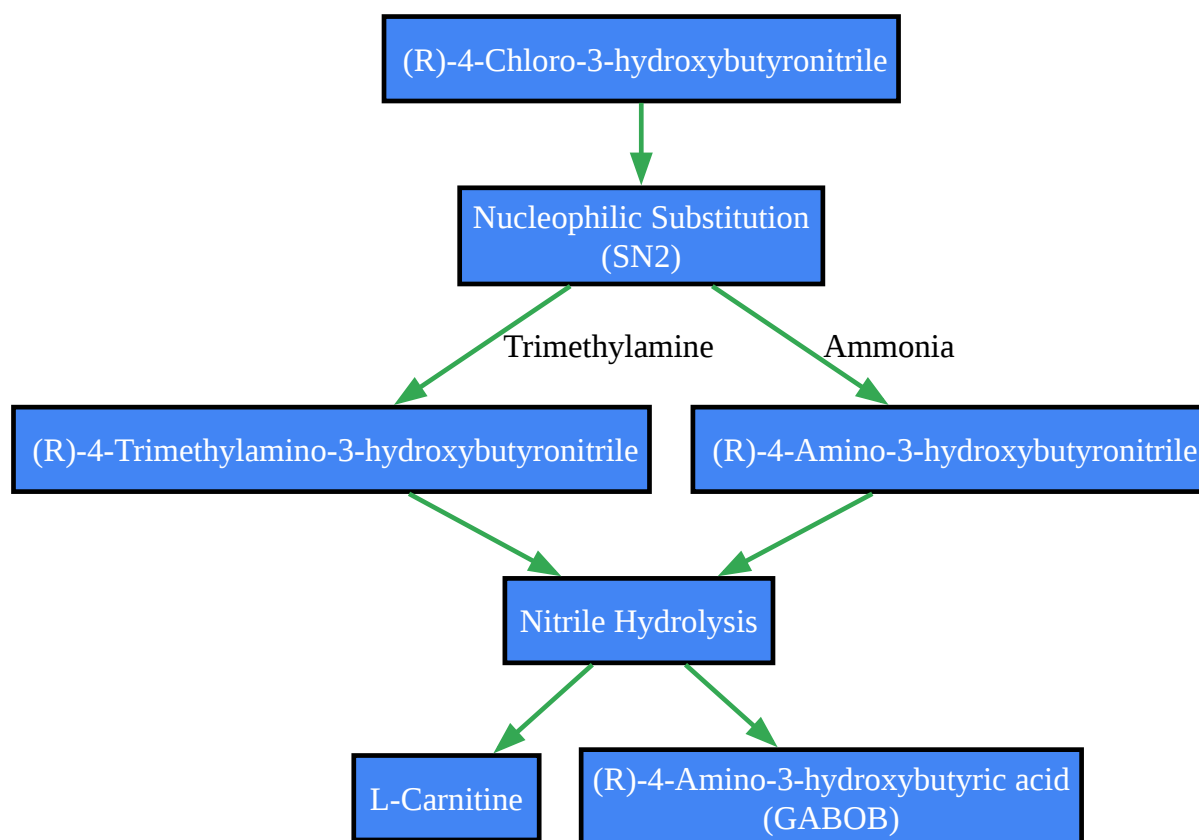 (R)-4-Chloro-3-hydroxybutyronitrile
Nucleophilic Substitution
(SN2)
Trimethylamine
Ammonia
(R)-4-Trimethylamino-3-hydroxybutyronitrile
(R)-4-Amino-3-hydroxybutyronitrile
Nitrile Hydrolysis
L-Carnitine
(R)-4-Amino-3-hydroxybutyric acid
(GABOB)